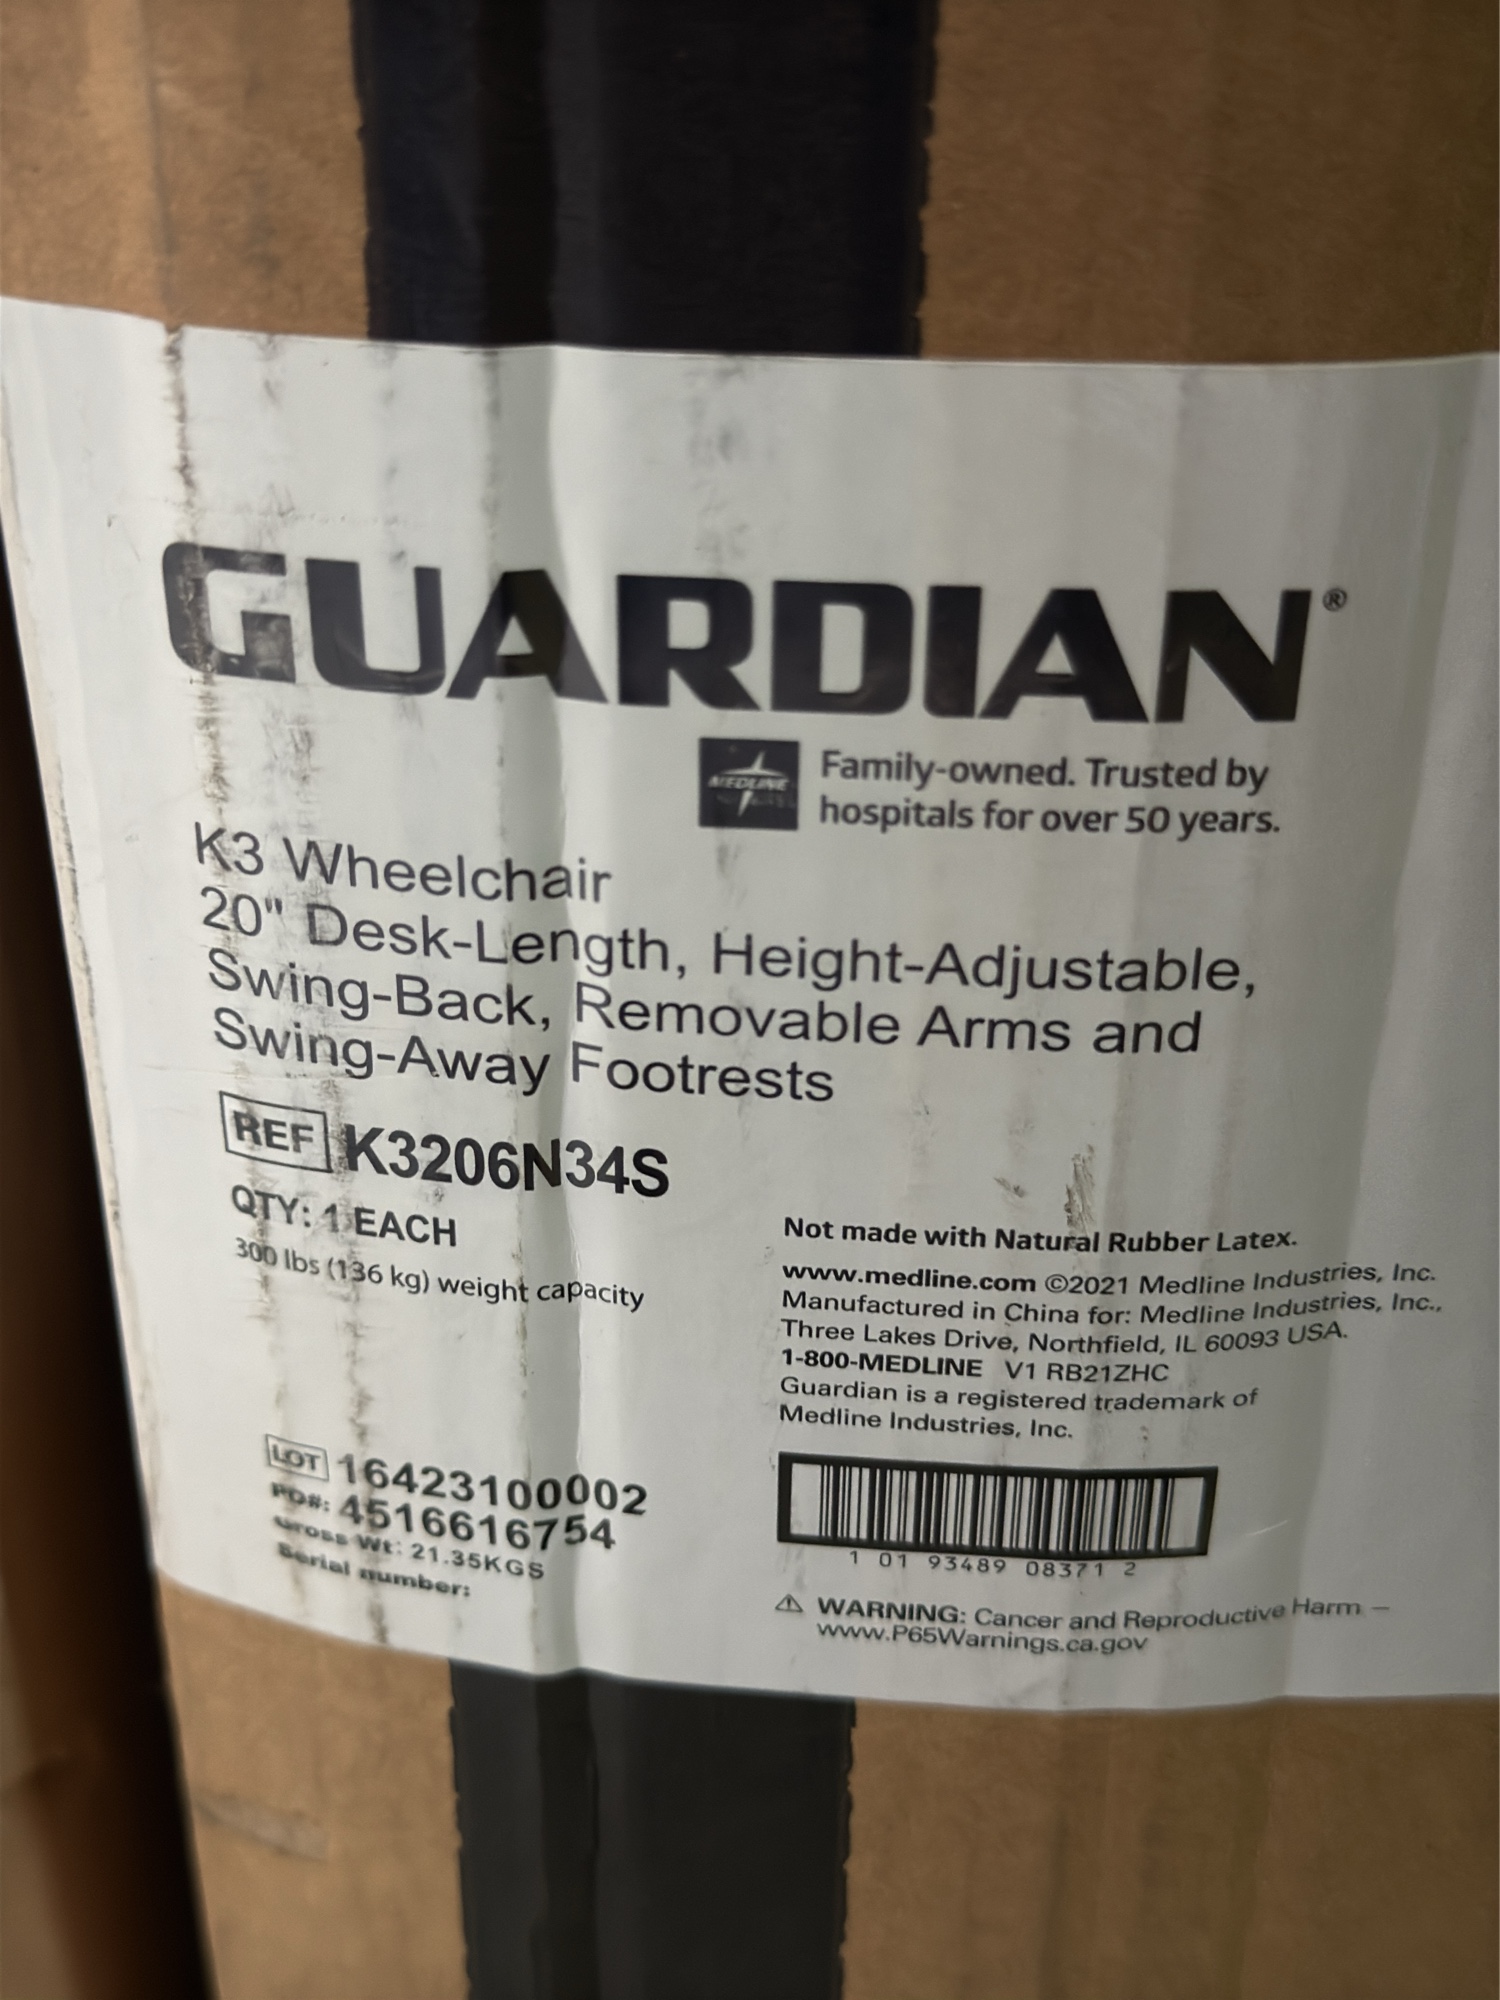 GUARDIAN®
MEDLINE
Family-owned. Trusted by
hospitals for over 50 years.
K3 Wheelchair
20" Desk-Length, Height-Adjustable,
Swing-Back, Removable Arms and
Swing-Away Footrests
REF K3206N34S
QTY: 1 EACH
300 lbs (136 kg) weight capacity
Not made with Natural Rubber Latex.
www.medline.com ©2021 Medline Industries, Inc.
Manufactured in China for: Medline Industries, Inc.,
Three Lakes Drive, Northfield, IL 60093 USA.
1-800-MEDLINE V1 RB21ZHC
Guardian is a registered trademark of
Medline Industries, Inc.
LOT 16423100002
PO#: 4516616754
Gross Wt: 21.35KGS
Serial number:
1 01 93489 08371 2
⚠ WARNING: Cancer and Reproductive Harm —
www.P65Warnings.ca.gov